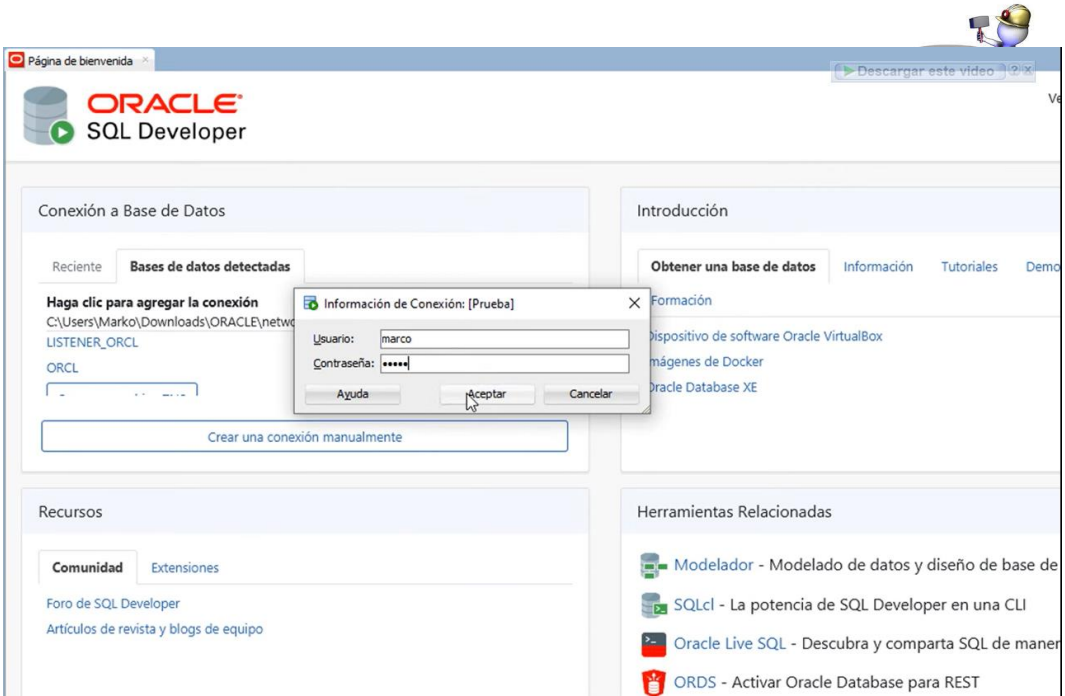 Página de bienvenida
Descargar este video ? X
ORACLE
SQL Developer
Conexión a Base de Datos
Reciente
Bases de datos detectadas
Haga clic para agregar la conexión
C:\Users\Marko\Downloads\ORACLE\netwo
LISTENER_ORCL
ORCL
Crear una conexión manualmente
Información de Conexión: [Prueba]
Usuario: marco
Contraseña: •••••
Ayuda
Aceptar
Cancelar
Introducción
Obtener una base de datos
Información
Tutoriales
Demo
Formación
Dispositivo de software Oracle VirtualBox
Imágenes de Docker
Oracle Database XE
Recursos
Comunidad
Extensiones
Foro de SQL Developer
Artículos de revista y blogs de equipo
Herramientas Relacionadas
Modelador - Modelado de datos y diseño de base de
SQLcl - La potencia de SQL Developer en una CLI
Oracle Live SQL - Descubra y comparta SQL de maner
ORDS - Activar Oracle Database para REST